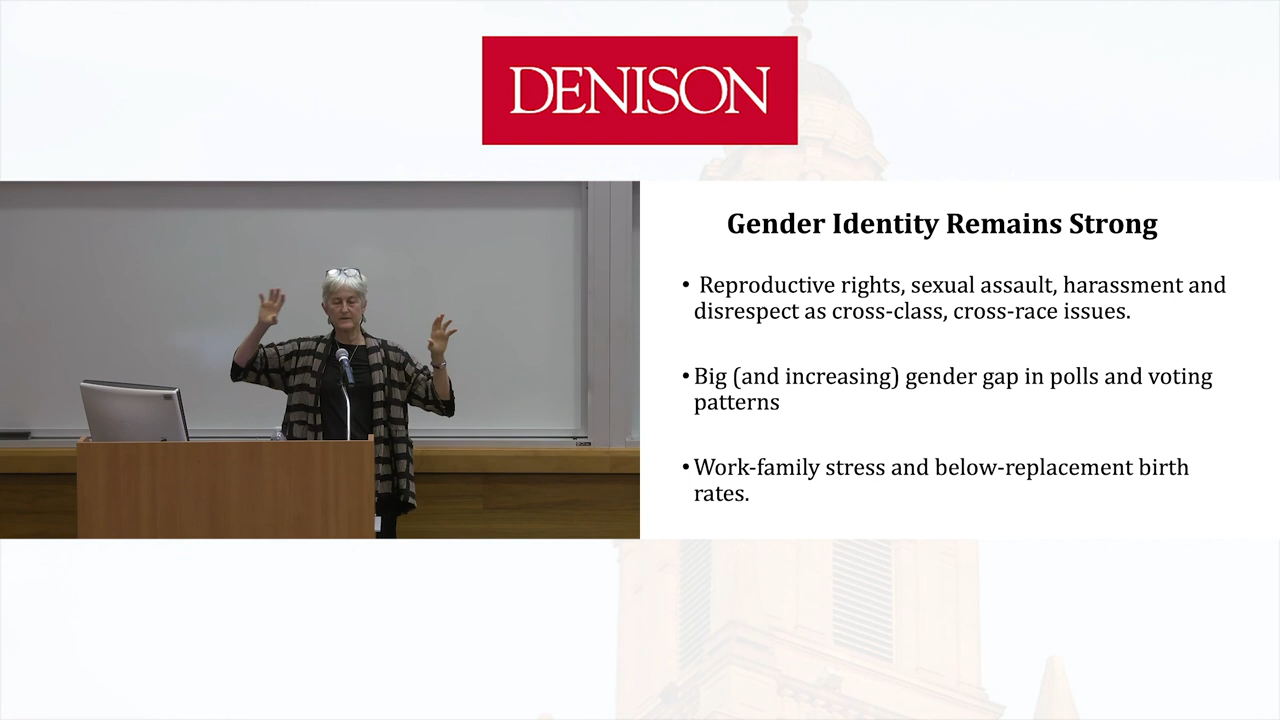 DENISON
Gender Identity Remains Strong
• Reproductive rights, sexual assault, harassment and
disrespect as cross-class, cross-race issues.
• Big (and increasing) gender gap in polls and voting
patterns
• Work-family stress and below-replacement birth
rates.